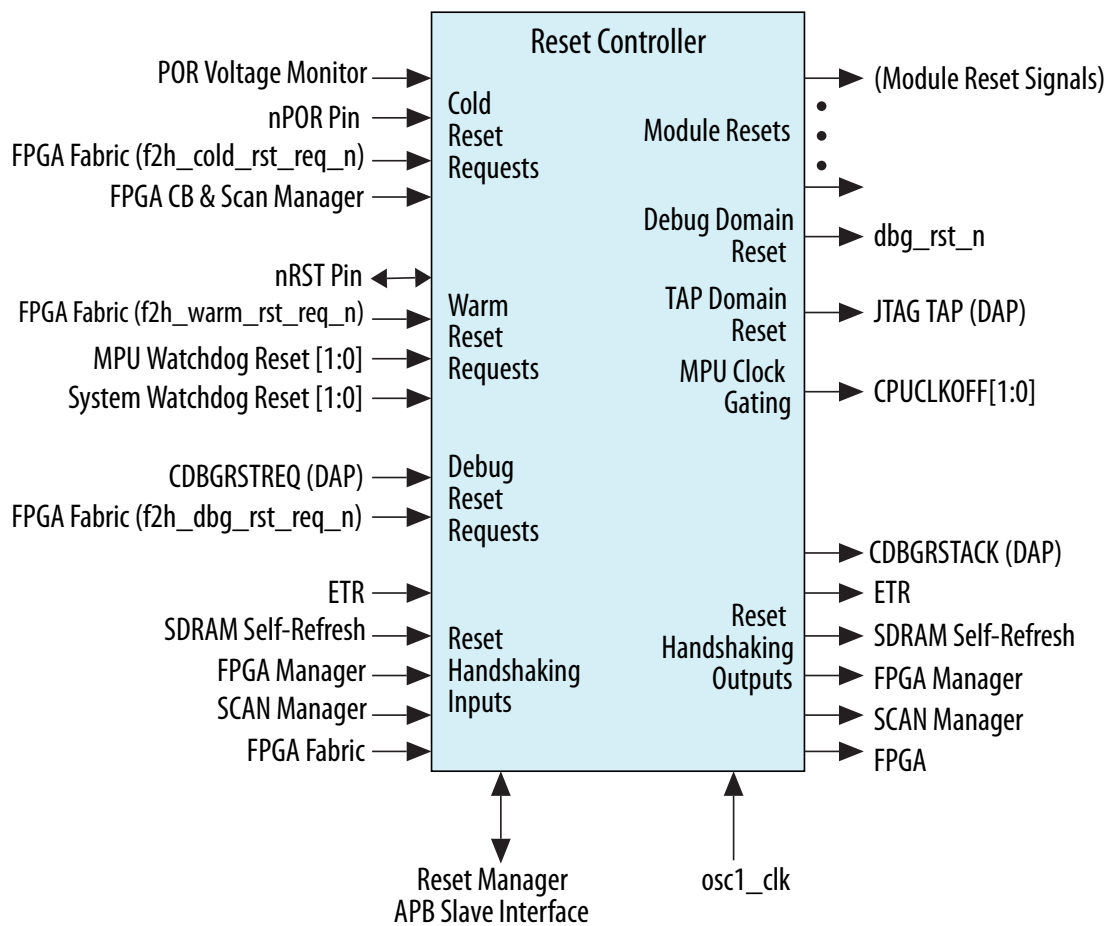 Reset Controller
POR Voltage Monitor
nPOR Pin
FPGA Fabric (f2h_cold_rst_req_n)
FPGA CB & Scan Manager
Cold
Reset
Requests
nRST Pin
FPGA Fabric (f2h_warm_rst_req_n)
MPU Watchdog Reset [1:0]
System Watchdog Reset [1:0]
Warm
Reset
Requests
CDBGRSTREQ (DAP)
FPGA Fabric (f2h_dbg_rst_req_n)
Debug
Reset
Requests
ETR
SDRAM Self-Refresh
FPGA Manager
SCAN Manager
FPGA Fabric
Reset
Handshaking
Inputs
Module Resets
(Module Reset Signals)
Debug Domain
Reset
dbg_rst_n
TAP Domain
Reset
JTAG TAP (DAP)
MPU Clock
Gating
CPUCLKOFF[1:0]
Reset
Handshaking
Outputs
CDBGRSTACK (DAP)
ETR
SDRAM Self-Refresh
FPGA Manager
SCAN Manager
FPGA
Reset Manager
APB Slave Interface
osc1_clk